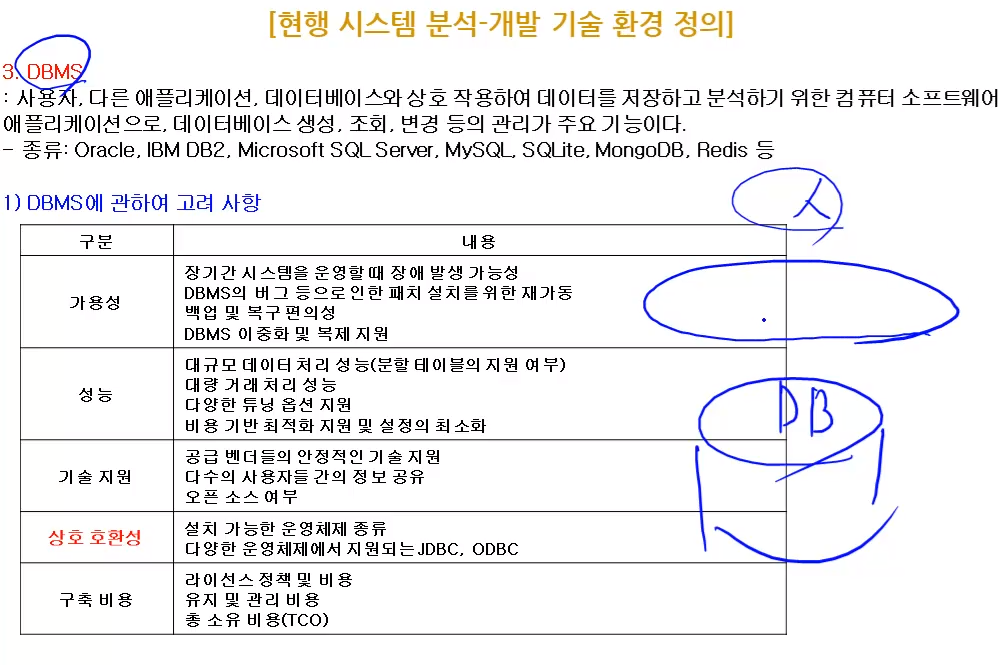 [현행 시스템 분석-개발 기술 환경 정의]
3. DBMS
: 사용자, 다른 애플리케이션, 데이터베이스와 상호 작용하여 데이터를 저장하고 분석하기 위한 컴퓨터 소프트웨어
애플리케이션으로, 데이터베이스 생성, 조회, 변경 등의 관리가 주요 기능이다.
- 종류: Oracle, IBM DB2, Microsoft SQL Server, MySQL, SQLite, MongoDB, Redis 등
1) DBMS에 관하여 고려 사항
구분 내용
가용성
장기간 시스템을 운영할 때 장애 발생 가능성
DBMS의 버그 등으로 인한 패치 설치를 위한 재가동
백업 및 복구 편의성
DBMS 이중화 및 복제 지원
성능
대규모 데이터 처리 성능(분할 테이블의 지원 여부)
대량 거래 처리 성능
다양한 튜닝 옵션 지원
비용 기반 최적화 지원 및 설정의 최소화
기술 지원
공급 벤더들의 안정적인 기술 지원
다수의 사용자들 간의 정보 공유
오픈 소스 여부
상호 호환성
설치 가능한 운영체제 종류
다양한 운영체제에서 지원되는 JDBC, ODBC
구축 비용
라이선스 정책 및 비용
유지 및 관리 비용
총 소유 비용(TCO)
DB